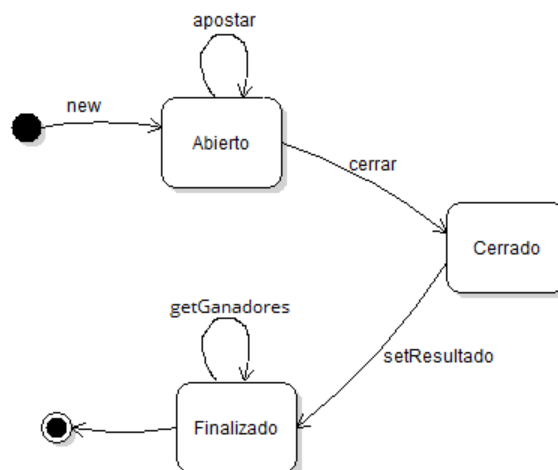 apostar
new
Abierto
cerrar
Cerrado
getGanadores
setResultado
Finalizado